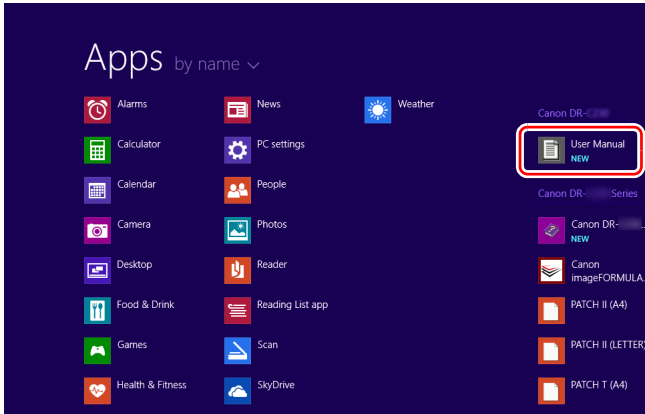 Apps by name
Alarms
Calculator
Calendar
Camera
Desktop
Food & Drink
Games
Health & Fitness
News
PC settings
People
Photos
Reader
Reading List app
Scan
SkyDrive
Weather
Canon DR-
User Manual
NEW
Canon DR- Series
Canon DR- ...
NEW
Canon
imageFORMULA.
PATCH II (A4)
PATCH II (LETTER)
PATCH T (A4)